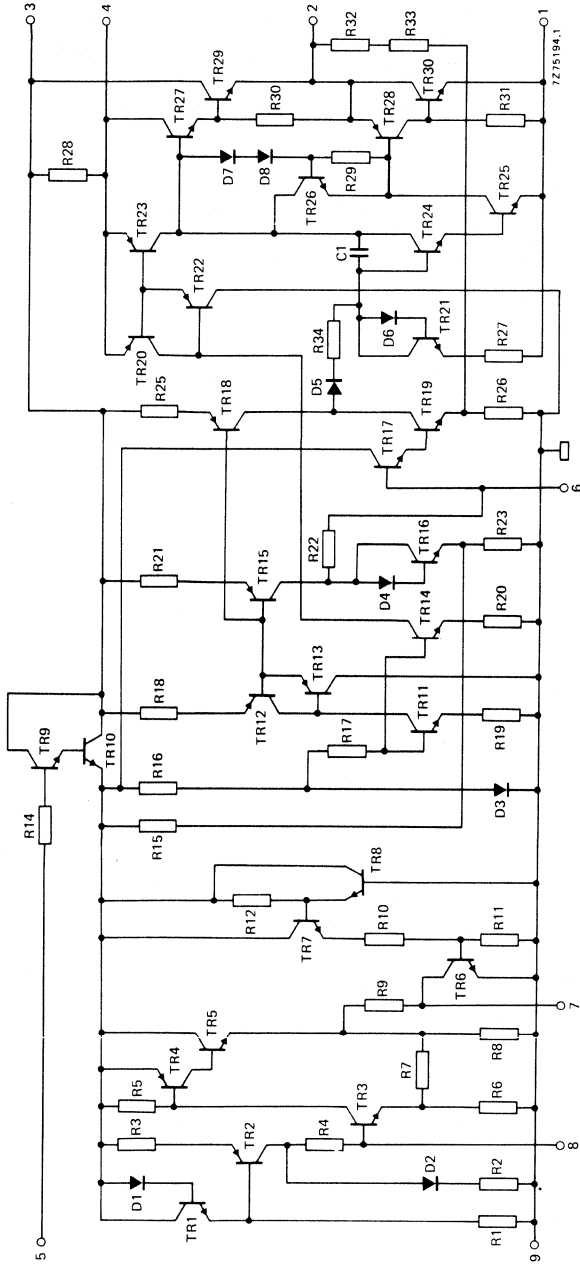 3
R14
TR9
5
4
R28
TR10
D1
R3
R5
TR4
R12
R15
R16
R18
R21
R25
TR20
TR23
TR27
TR29
2
TR1
TR5
TR22
R32
TR2
TR7
TR12
TR15
TR18
D7
R30
R33
R4
TR8
R17
TR13
R22
D5
R34
D8
R29
TR26
TR28
TR30
D2
TR3
R7
R9
R10
TR6
TR11
TR14
D4
TR16
TR17
TR19
D6
TR21
C1
TR24
TR25
R31
R1
R2
R6
R8
R11
D3
R19
R20
R23
R26
R27
9
8
7
6
1
7Z75194.1